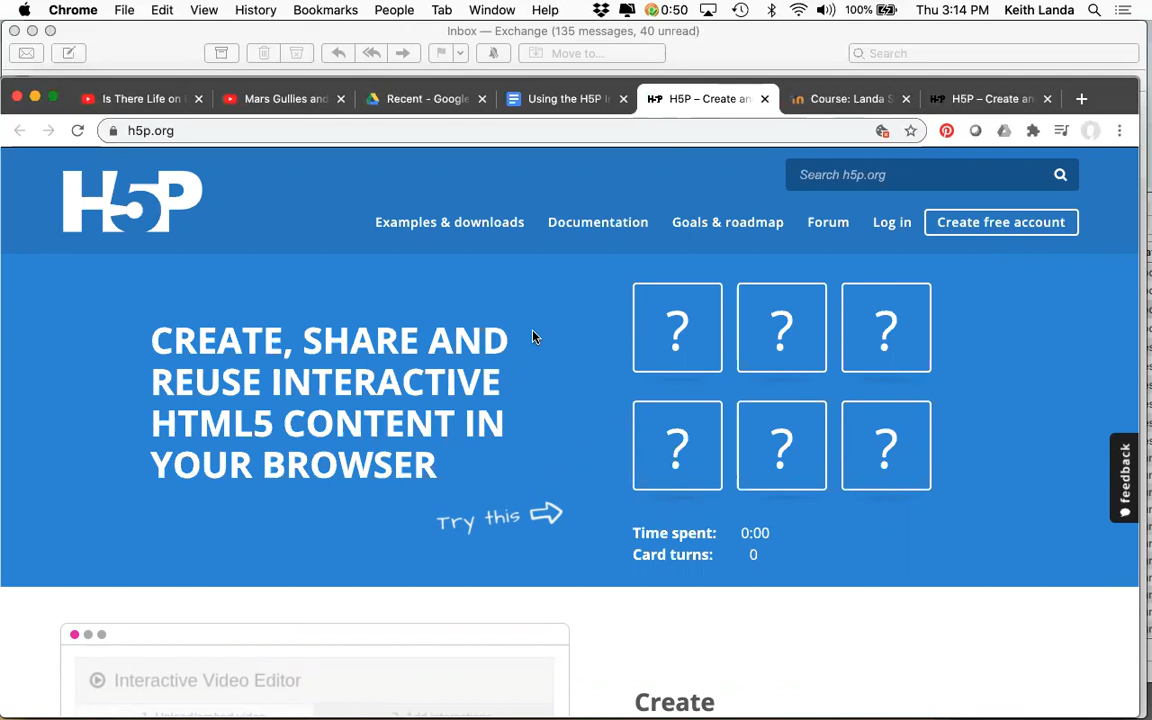 Chrome File Edit View History Bookmarks People Tab Window Help 0:50 100% Thu 3:14 PM Keith Landa
Inbox — Exchange (135 messages, 40 unread)
Move to... Search
Is There Life on Mars Gullies and Recent - Google Using the H5P I H5P – Create an Course: Landa S H5P – Create an
h5p.org
H5P
Search h5p.org
Examples & downloads Documentation Goals & roadmap Forum Log in Create free account
CREATE, SHARE AND
REUSE INTERACTIVE
HTML5 CONTENT IN
YOUR BROWSER
Try this
? ? ?
? ? ?
Time spent: 0:00
Card turns: 0
feedback
Interactive Video Editor
Create